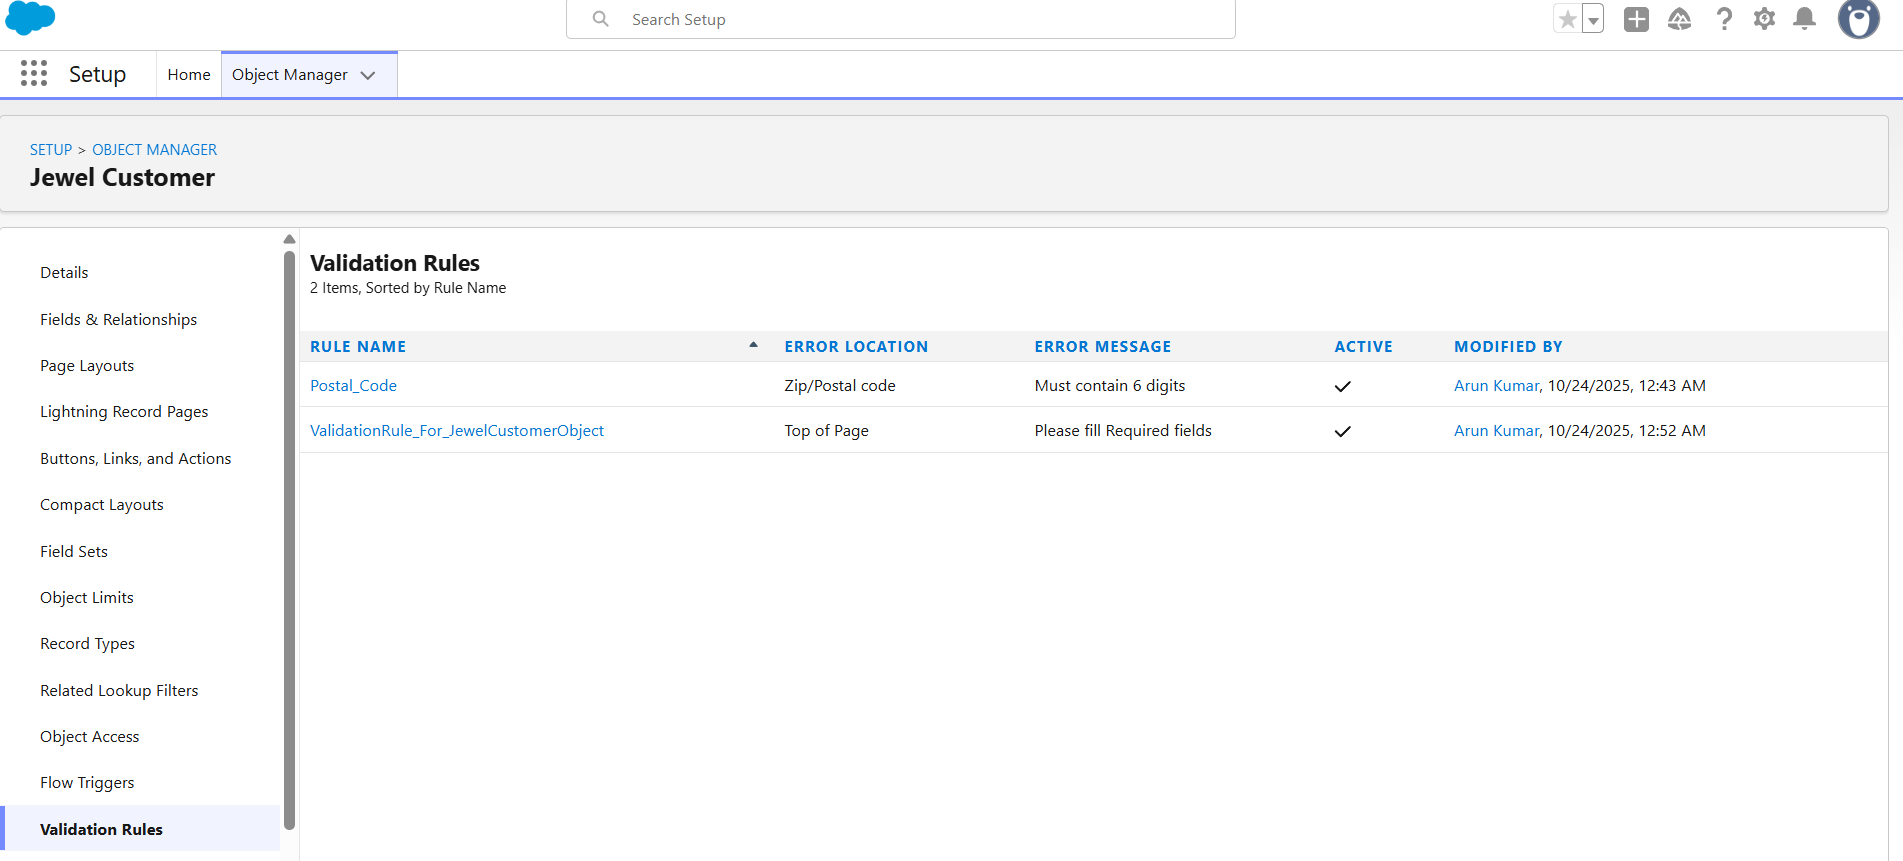 Search Setup
Setup
Home
Object Manager
SETUP > OBJECT MANAGER
Jewel Customer
Details
Fields & Relationships
Page Layouts
Lightning Record Pages
Buttons, Links, and Actions
Compact Layouts
Field Sets
Object Limits
Record Types
Related Lookup Filters
Object Access
Flow Triggers
Validation Rules
Validation Rules
2 Items, Sorted by Rule Name
RULE NAME ERROR LOCATION ERROR MESSAGE ACTIVE MODIFIED BY
Postal_Code Zip/Postal code Must contain 6 digits Arun Kumar, 10/24/2025, 12:43 AM
ValidationRule_For_JewelCustomerObject Top of Page Please fill Required fields Arun Kumar, 10/24/2025, 12:52 AM